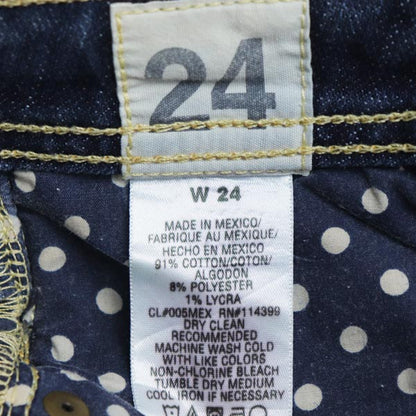 24
W 24
MADE IN MEXICO/
FABRIQUE AU MEXIQUE/
HECHO EN MEXICO
91% COTTON/COTON/
ALGODON
8% POLYESTER
1% LYCRA
CL#005MEX RN#114399
DRY CLEAN
RECOMMENDED
MACHINE WASH COLD
WITH LIKE COLORS
NON-CHLORINE BLEACH
TUMBLE DRY MEDIUM
COOL IRON IF NECESSARY